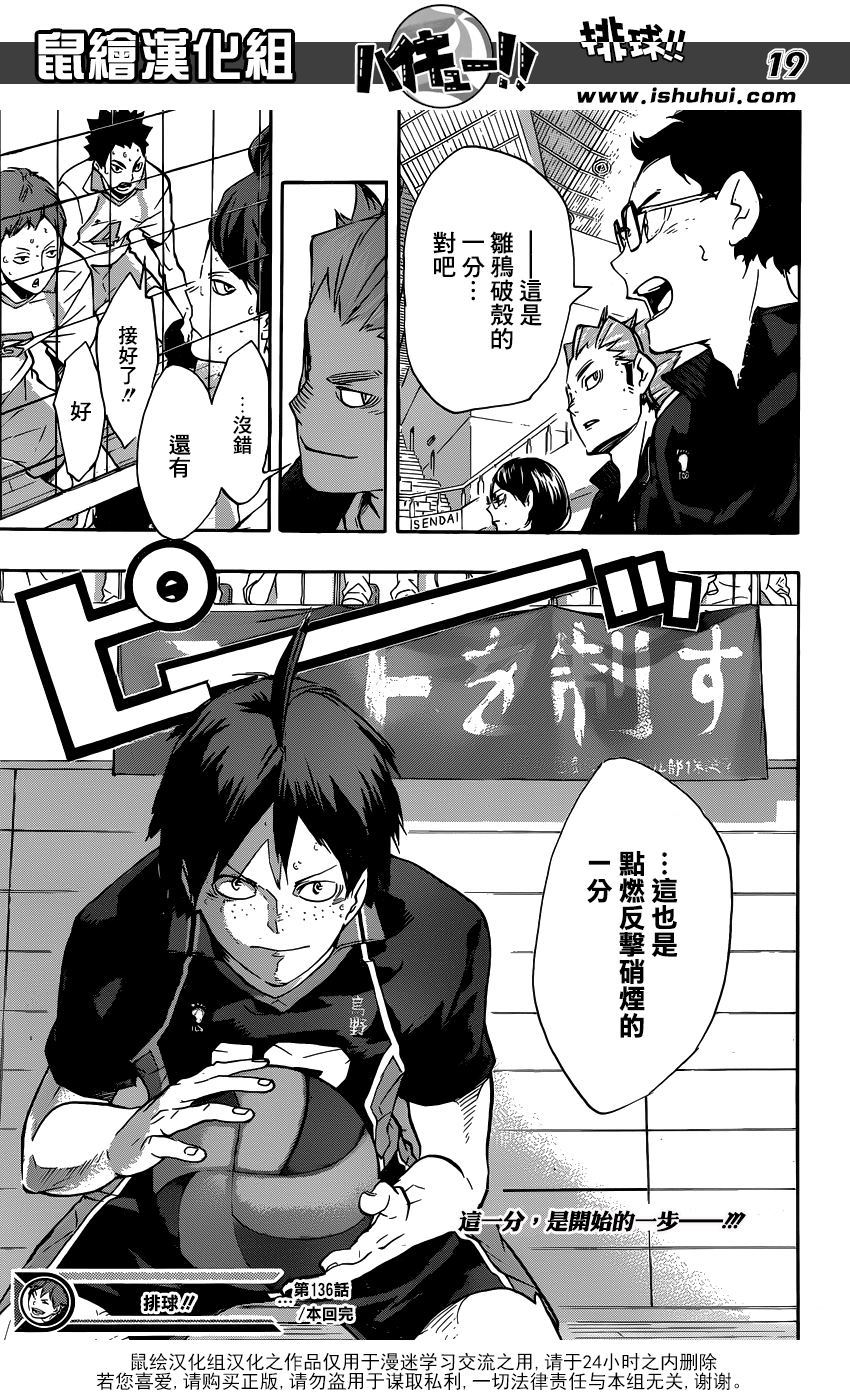 鼠繪漢化組
ハイキュー!!
排球!!
19
www.ishuhui.com
——這是
雛鴉破殼的
一分…
對吧
SENDAI
…沒錯
還有
接好了!!
好
ピーッ
トを制す
…這也是
點燃反擊硝煙的
一分
烏野
這一分，是開始的一步——!!!
排球!!
第136話
…/本回完
鼠绘汉化组汉化之作品仅用于漫迷学习交流之用, 请于24小时之内删除
若您喜爱, 请购买正版, 请勿盗用于谋取私利, 一切法律责任与本组无关, 谢谢.